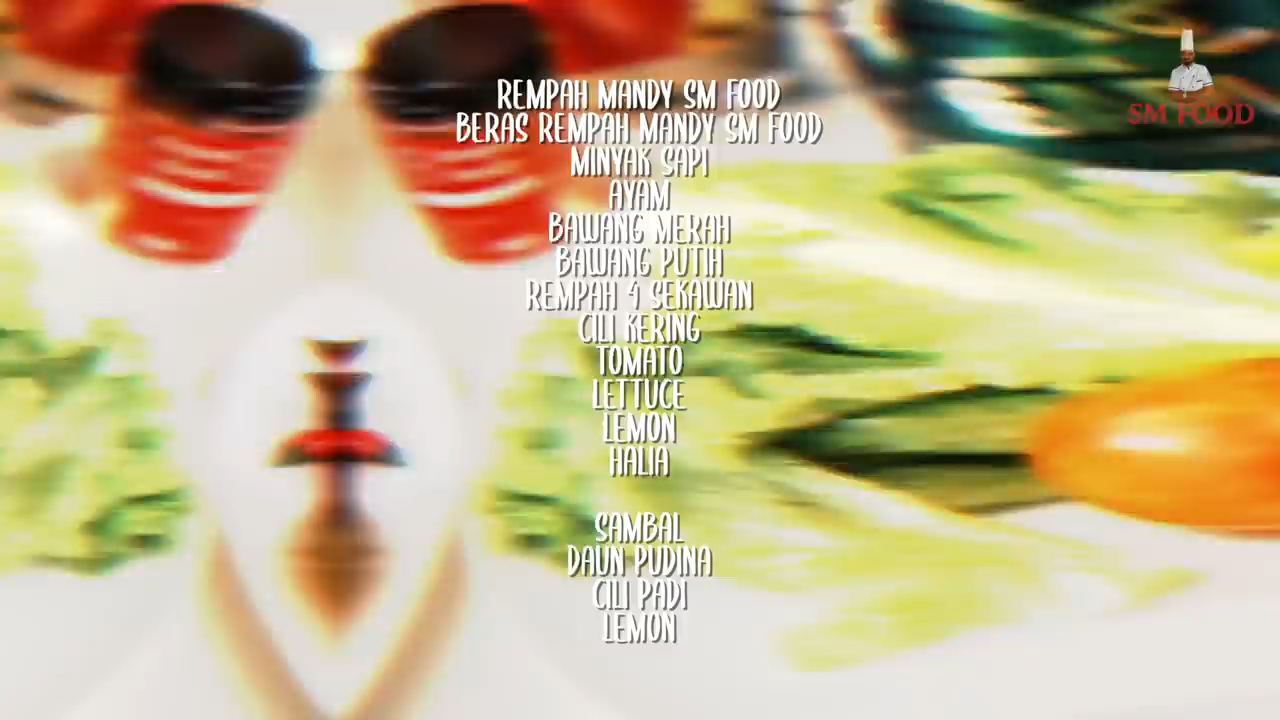 REMPAH MANDY SM FOOD
BERAS REMPAH MANDY SM FOOD
MINYAK SAPI
AYAM
BAWANG MERAH
BAWANG PUTIH
REMPAH 4 SEKAWAN
CILI KERING
TOMATO
LETTUCE
LEMON
HALIA
SAMBAL
DAUN PUDINA
CILI PADI
LEMON
SM FOOD